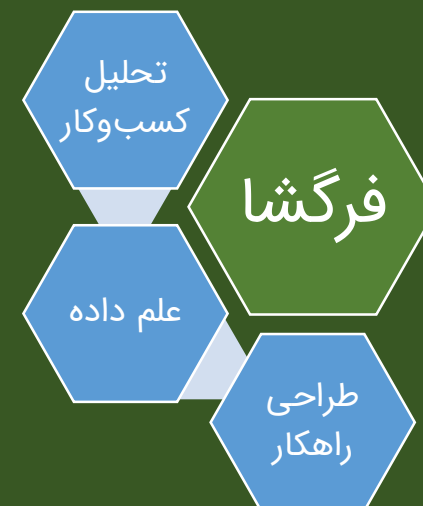 تحلیل
کسب‌وکار
فرگشا
علم داده
طراحی
راهکار